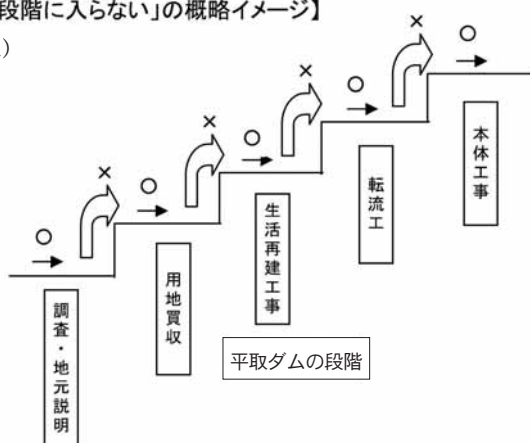 段階に入らない」の概略イメージ】
)
×
○
×
○
×
○
×
○
○
調査・地元説明
用地買収
生活再建工事
転流工
本体工事
平取ダムの段階